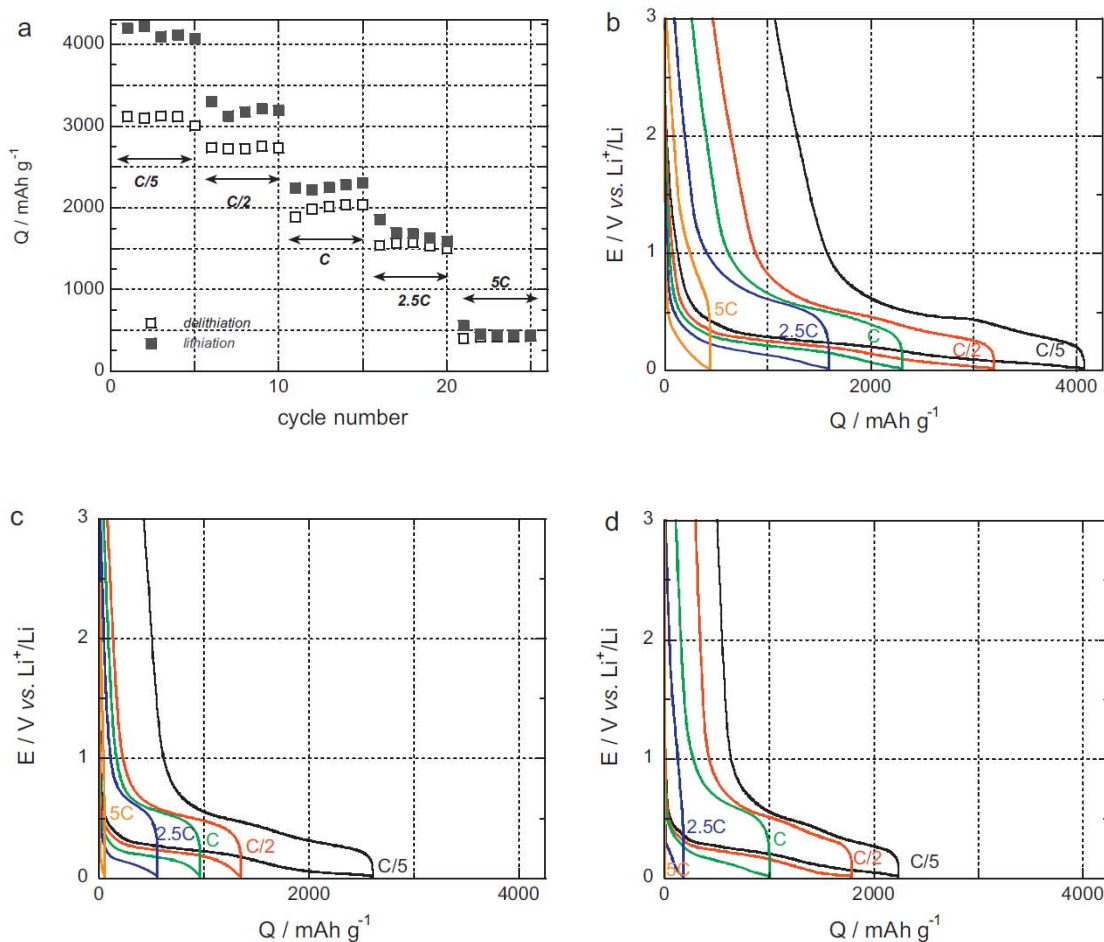 a
4000
3000
2000
1000
0
Q / mAh g⁻¹
C/5
C/2
C
2.5C
5C
delithiation
lithiation
0
10
20
cycle number
b
3
2
1
0
E / V vs. Li⁺/Li
5C
2.5C
C
C/2
C/5
0
2000
4000
Q / mAh g⁻¹
c
3
2
1
0
E / V vs. Li⁺/Li
5C
2.5C
C
C/2
C/5
0
2000
4000
Q / mAh g⁻¹
d
3
2
1
0
E / V vs. Li⁺/Li
5C
2.5C
C
C/2
C/5
0
2000
4000
Q / mAh g⁻¹